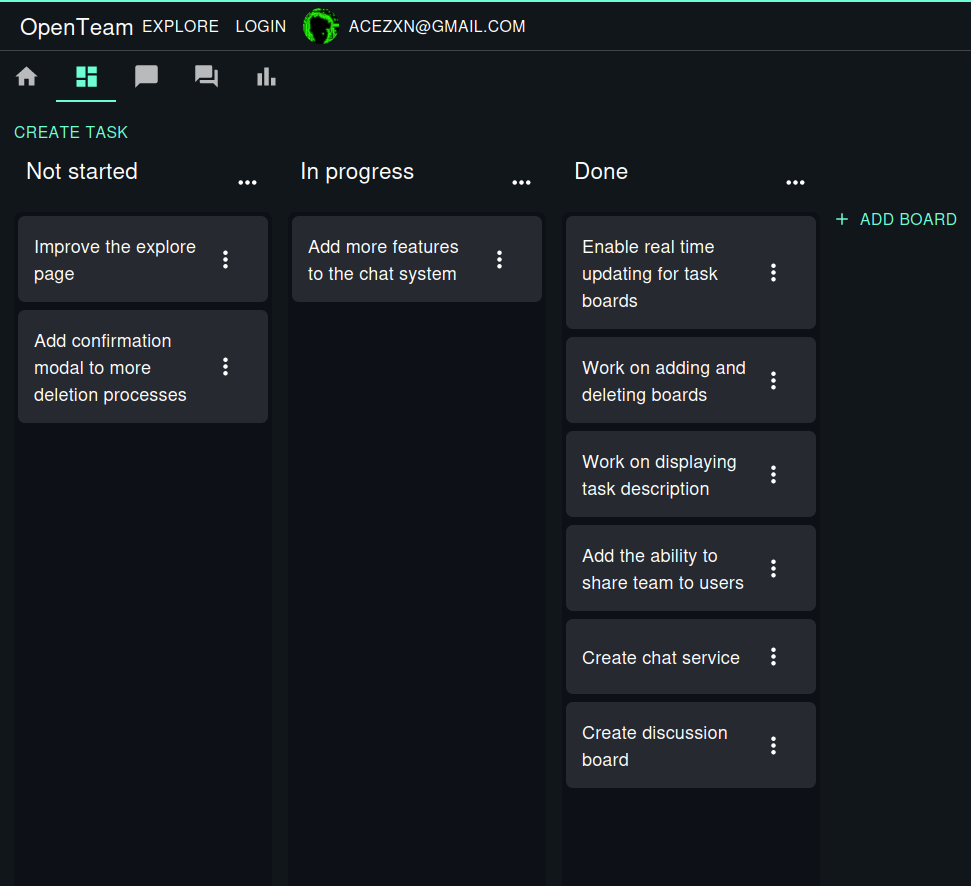 OpenTeam EXPLORE LOGIN ACEZXN@GMAIL.COM
CREATE TASK
Not started
Improve the explore
page
Add confirmation
modal to more
deletion processes
In progress
Add more features
to the chat system
Done
Enable real time
updating for task
boards
Work on adding and
deleting boards
Work on displaying
task description
Add the ability to
share team to users
Create chat service
Create discussion
board
+ ADD BOARD